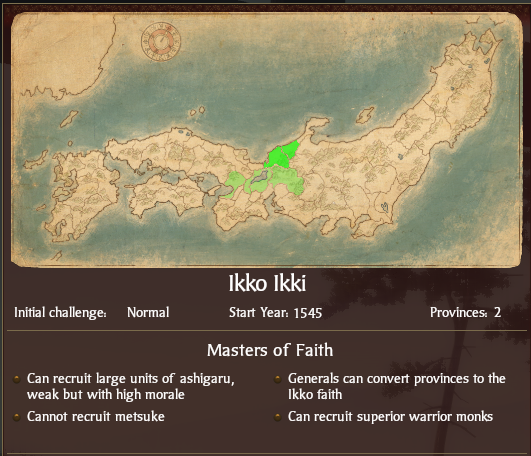 Ikko Ikki
Initial challenge: Normal Start Year: 1545 Provinces: 2
Masters of Faith
Can recruit large units of ashigaru,
weak but with high morale
Cannot recruit metsuke
Generals can convert provinces to the
Ikko faith
Can recruit superior warrior monks